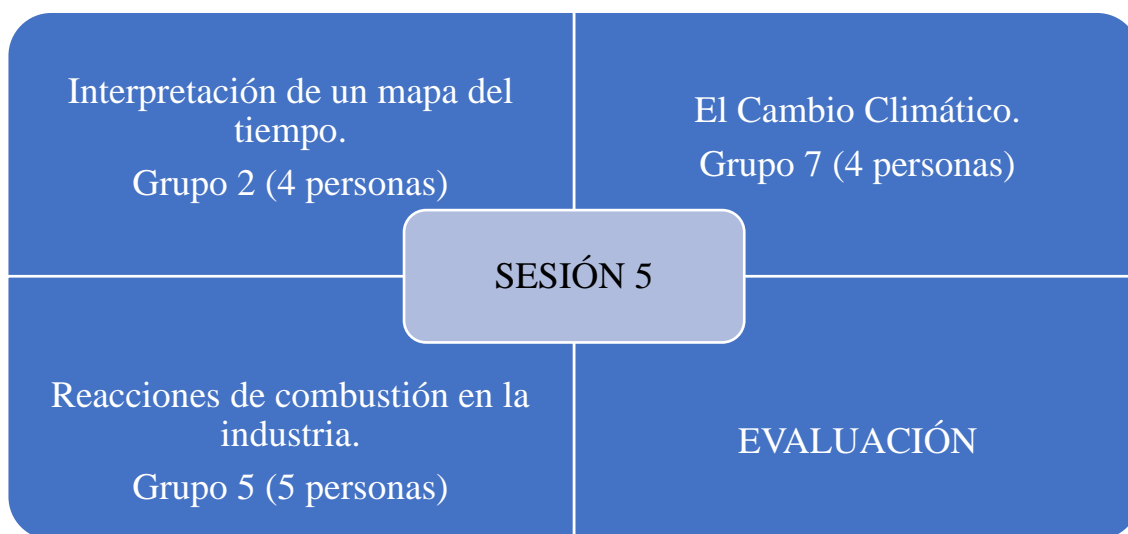 Interpretación de un mapa del
tiempo.
Grupo 2 (4 personas)
El Cambio Climático.
Grupo 7 (4 personas)
SESIÓN 5
Reacciones de combustión en la
industria.
Grupo 5 (5 personas)
EVALUACIÓN